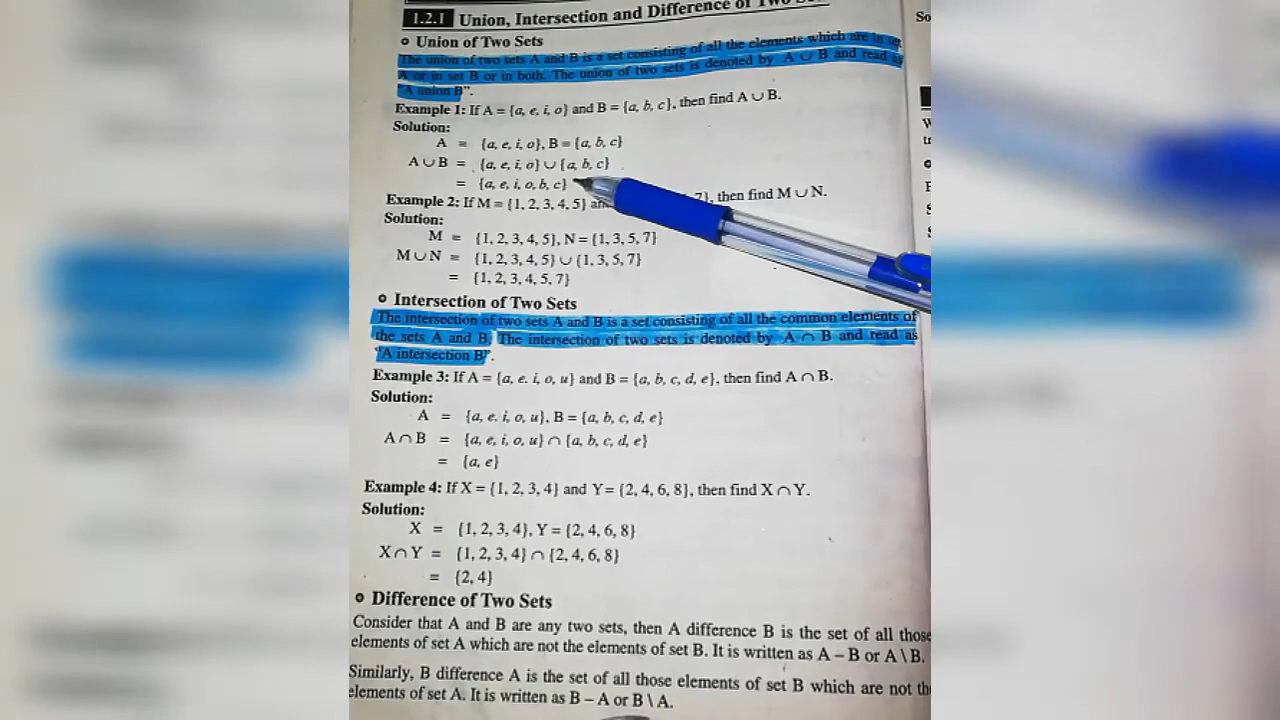 1.2.1 Union, Intersection and Difference of Two
So
Union of Two Sets
The union of two sets A and B is a set consisting of all the elements which are in set
A or in set B or in both. The union of two sets is denoted by A ∪ B and read as
"A union B".
Example 1: If A = {a, e, i, o} and B = {a, b, c}, then find A ∪ B.
Solution:
A = {a, e, i, o}, B = {a, b, c}
A ∪ B = {a, e, i, o} ∪ {a, b, c}
= {a, e, i, o, b, c}
Example 2: If M = {1, 2, 3, 4, 5} 7}, then find M ∪ N.
Solution:
M = {1, 2, 3, 4, 5}, N = {1, 3, 5, 7}
M ∪ N = {1, 2, 3, 4, 5} ∪ {1, 3, 5, 7}
= {1, 2, 3, 4, 5, 7}
Intersection of Two Sets
The intersection of two sets A and B is a set consisting of all the common elements of
the sets A and B. The intersection of two sets is denoted by A ∩ B and read as
"A intersection B".
Example 3: If A = {a, e. i, o, u} and B = {a, b, c, d, e}, then find A ∩ B.
Solution:
A = {a, e. i, o, u}, B = {a, b, c, d, e}
A ∩ B = {a, e, i, o, u} ∩ {a, b, c, d, e}
= {a, e}
Example 4: If X = {1, 2, 3, 4} and Y= {2, 4, 6, 8}, then find X ∩ Y.
Solution:
X = {1, 2, 3, 4}, Y = {2, 4, 6, 8}
X ∩ Y = {1, 2, 3, 4} ∩ {2, 4, 6, 8}
= {2, 4}
Difference of Two Sets
Consider that A and B are any two sets, then A difference B is the set of all those
elements of set A which are not the elements of set B. It is written as A – B or A \ B.
Similarly, B difference A is the set of all those elements of set B which are not the
elements of set A. It is written as B – A or B \ A.